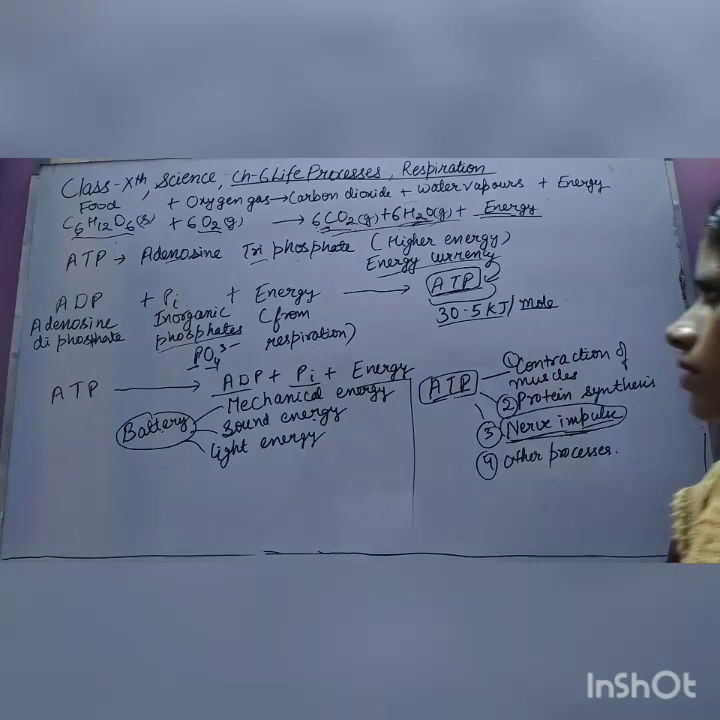 Class-Xth, Science, Ch-6 Life Processes, Respiration
Food + Oxygen gas → Carbon dioxide + Water vapours + Energy
C6H12O6(s) + 6O2(g) → 6CO2(g) + 6H2O(g) + Energy
ATP → Adenosine Tri phosphate (Higher energy)
Energy currency
ADP + Pi + Energy → ATP
Adenosine di phosphate
Inorganic phosphates
(from respiration)
30.5 KJ/mole
PO4 3-
ATP → ADP + Pi + Energy
Battery
Mechanical energy
Sound energy
light energy
ATP
① Contraction of
muscles
② Protein synthesis
③ Nerve impulse
④ Other processes.
InShOt